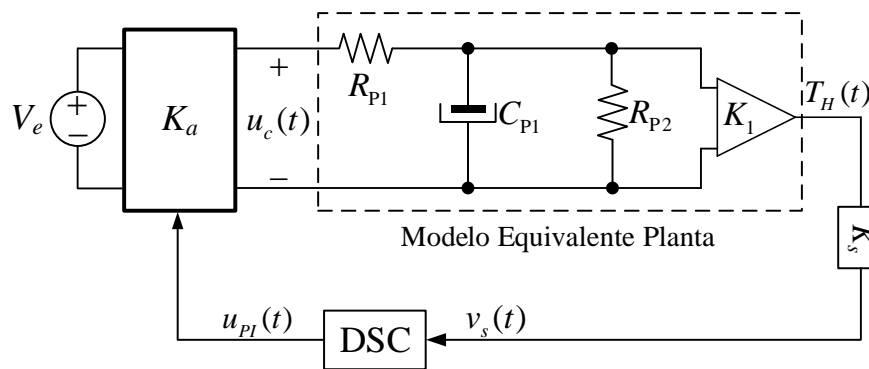 V_e
+
−
K_a
+
u_c(t)
−
R_P1
C_P1
R_P2
K_1
T_H(t)
K_s
Modelo Equivalente Planta
u_PI(t)
DSC
v_s(t)